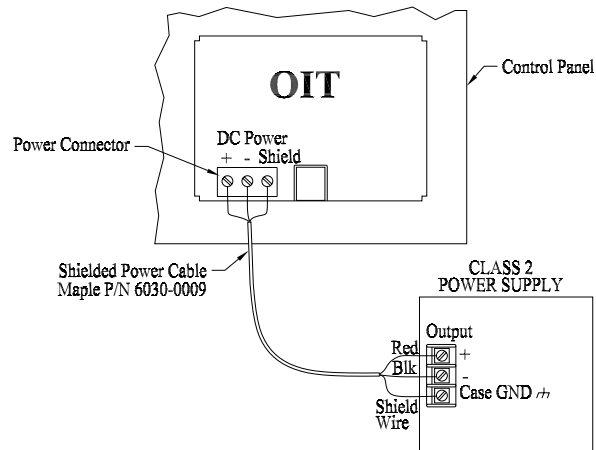 OIT
Control Panel
Power Connector
DC Power
+ - Shield
Shielded Power Cable
Maple P/N 6030-0009
CLASS 2
POWER SUPPLY
Output
Red +
Blk -
Shield
Wire
Case GND